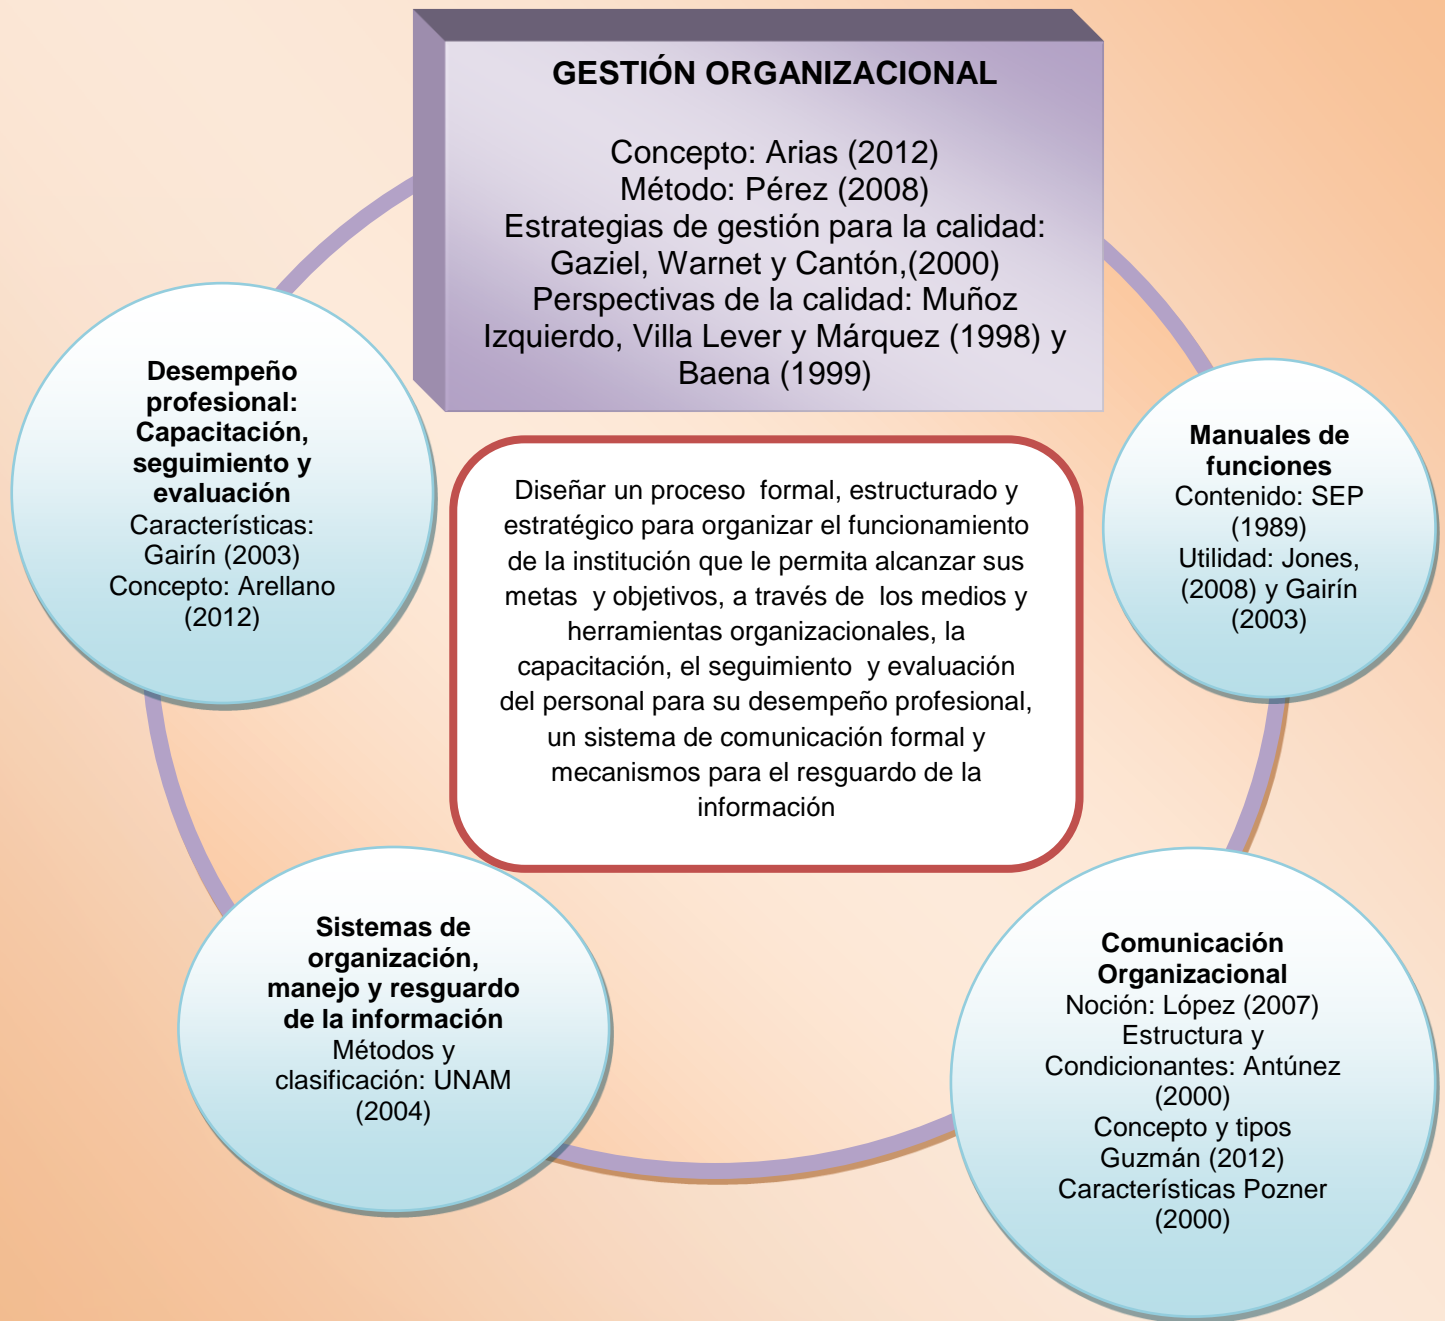 GESTIÓN ORGANIZACIONAL
Concepto: Arias (2012)
Método: Pérez (2008)
Estrategias de gestión para la calidad:
Gaziel, Warnet y Cantón,(2000)
Perspectivas de la calidad: Muñoz
Izquierdo, Villa Lever y Márquez (1998) y
Baena (1999)
Desempeño
profesional:
Capacitación,
seguimiento y
evaluación
Características:
Gairín (2003)
Concepto: Arellano
(2012)
Manuales de
funciones
Contenido: SEP
(1989)
Utilidad: Jones,
(2008) y Gairín
(2003)
Diseñar un proceso formal, estructurado y
estratégico para organizar el funcionamiento
de la institución que le permita alcanzar sus
metas y objetivos, a través de los medios y
herramientas organizacionales, la
capacitación, el seguimiento y evaluación
del personal para su desempeño profesional,
un sistema de comunicación formal y
mecanismos para el resguardo de la
información
Sistemas de
organización,
manejo y resguardo
de la información
Métodos y
clasificación: UNAM
(2004)
Comunicación
Organizacional
Noción: López (2007)
Estructura y
Condicionantes: Antúnez
(2000)
Concepto y tipos
Guzmán (2012)
Características Pozner
(2000)